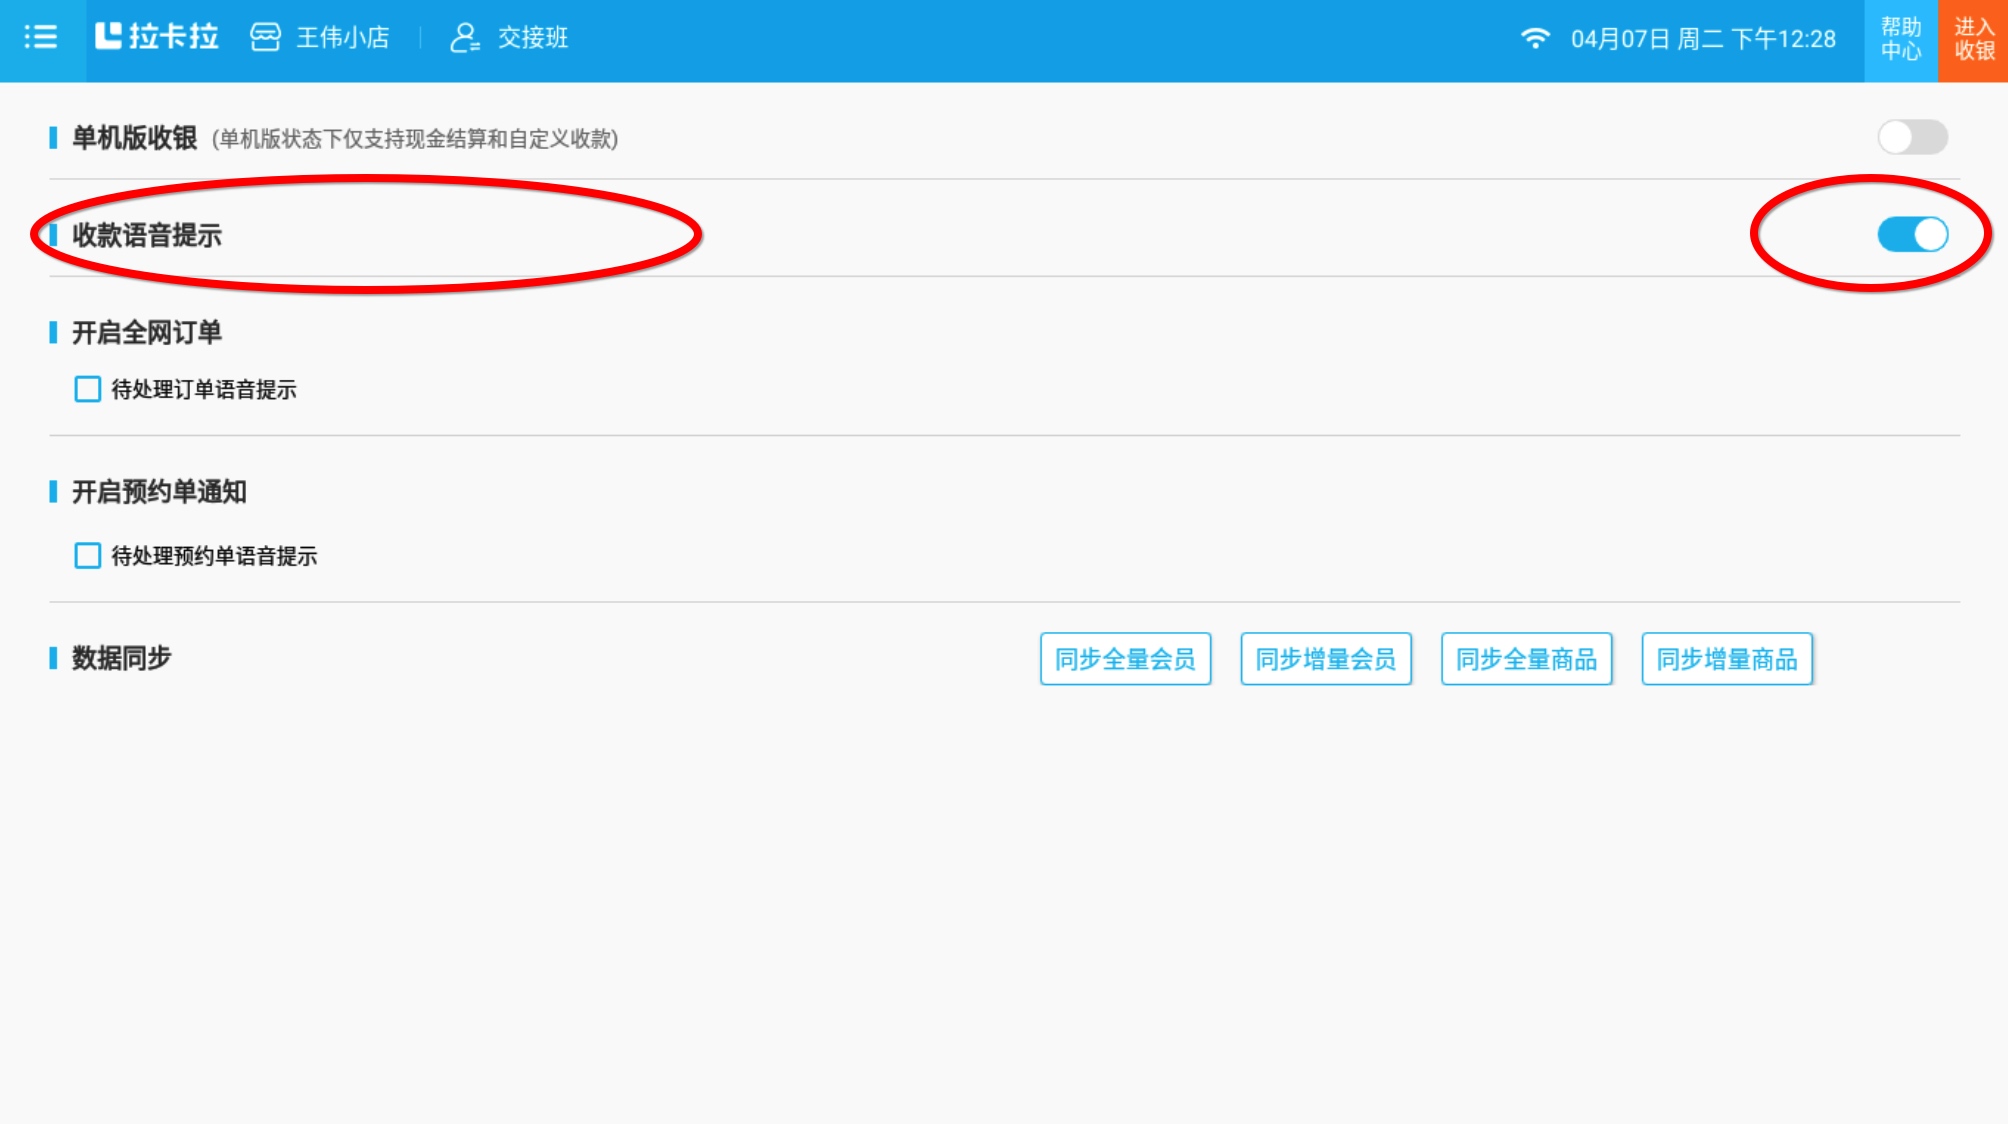 拉卡拉 王伟小店 交接班 04月07日 周二 下午12:28 帮助中心 进入收银
单机版收银 (单机版状态下仅支持现金结算和自定义收款)
收款语音提示
开启全网订单
待处理订单语音提示
开启预约单通知
待处理预约单语音提示
数据同步 同步全量会员 同步增量会员 同步全量商品 同步增量商品